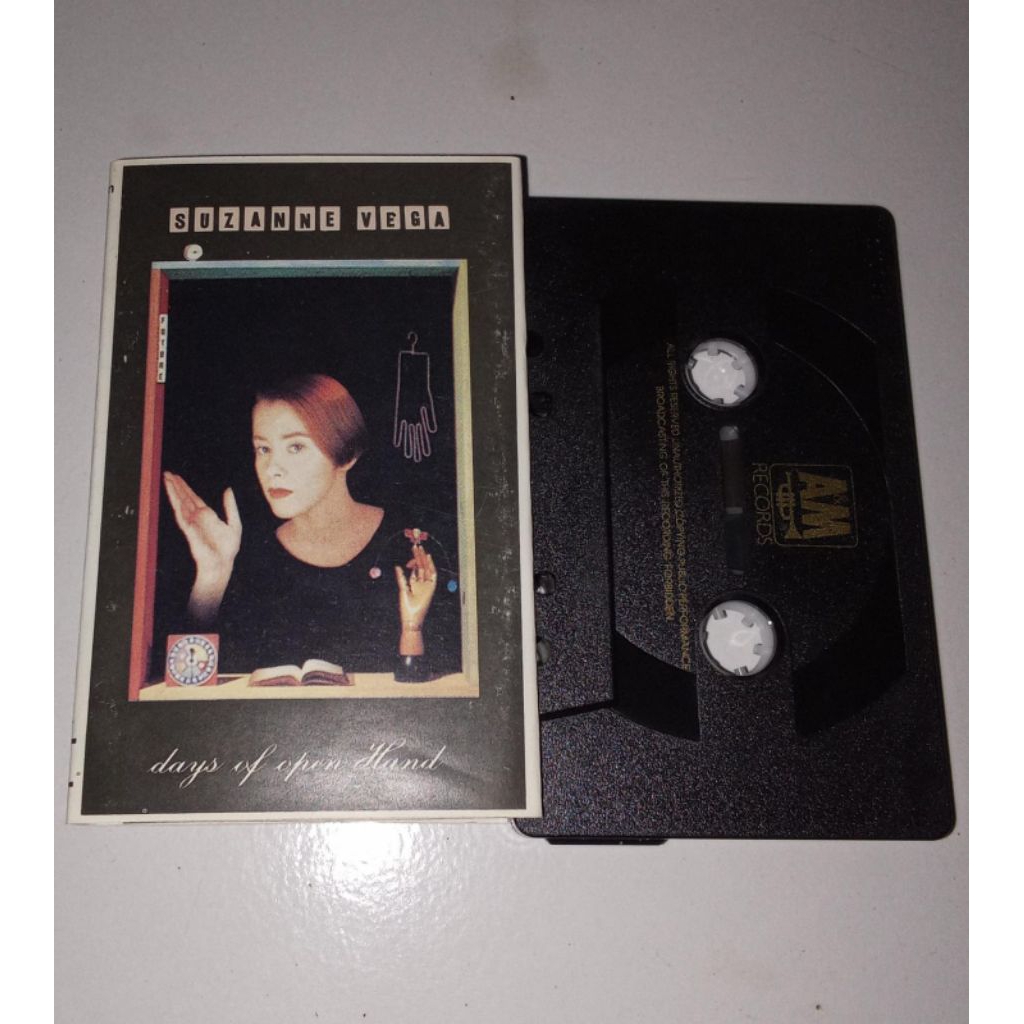 SUZANNE VEGA
FUTURE
days of open Hand
A&M
RECORDS
ALL RIGHTS RESERVED UNAUTHORIZED COPYING PUBLIC PERFORMANCE
BROADCASTING OF THIS RECORDING FORBIDDEN